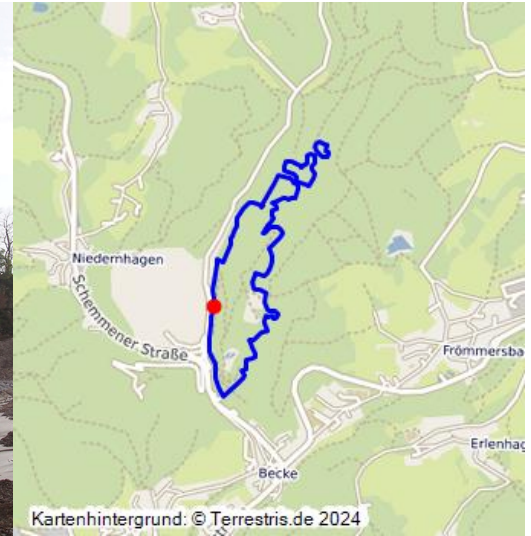 Niedernhagen
Schemmener Straße
Frömmersba
Erlenhag
Becke
Kartenhintergrund: © Terrestris.de 2024